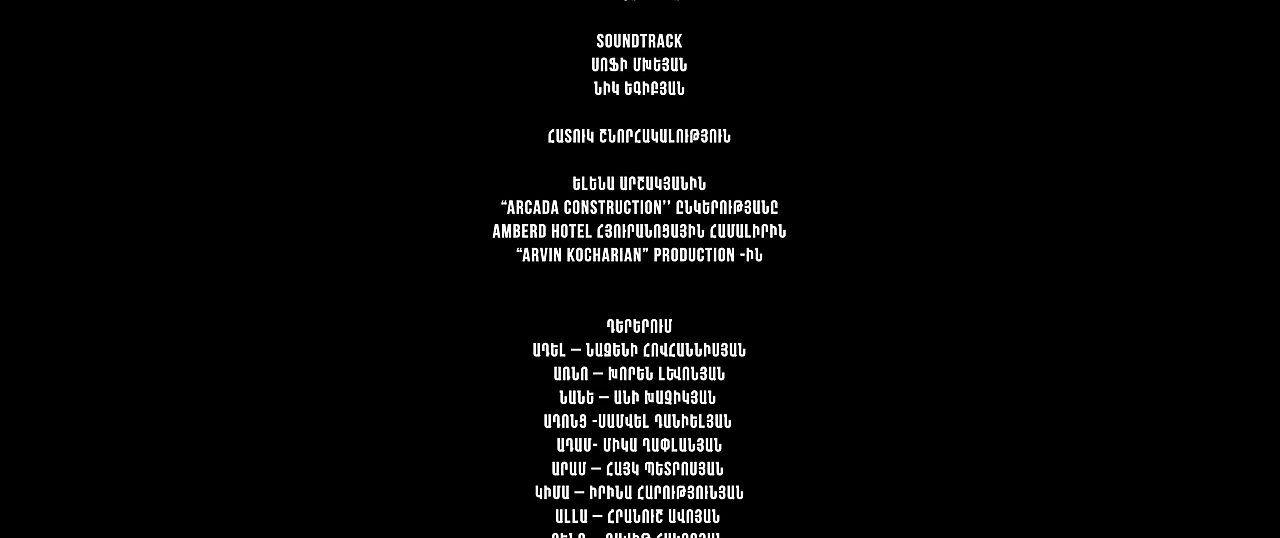 SOUNDTRACK
ՍՈՖԻ ՄԽԵՅԱՆ
ՆԻԿ ԵԳԻԲՅԱՆ
ՀԱՏՈՒԿ ՇՆՈՐՀԱԿԱԼՈՒԹՅՈՒՆ
ԵԼԵՆԱ ԱՐՇԱԿՅԱՆԻՆ
“ARCADA CONSTRUCTION’’ ԸՆԿԵՐՈՒԹՅԱՆԸ
AMBERD HOTEL ՀՅՈՒՐԱՆՈՑԱՅԻՆ ՀԱՄԱԼԻՐԻՆ
“ARVIN KOCHARIAN” PRODUCTION -ԻՆ
ԴԵՐԵՐՈՒՄ
ԱԴԵԼ – ՆԱԶԵՆԻ ՀՈՎՀԱՆՆԻՍՅԱՆ
ԱՌՆՈ – ԽՈՐԵՆ ԼԵՎՈՆՅԱՆ
ՆԱՆԵ – ԱՆԻ ԽԱՉԻԿՅԱՆ
ԱԴՈՆՑ -ՍԱՄՎԵԼ ԴԱՆԻԵԼՅԱՆ
ԱԴԱՄ- ՄԻԿԱ ՂԱՓԼԱՆՅԱՆ
ԱՐԱՄ – ՀԱՅԿ ՊԵՏՐՈՍՅԱՆ
ԿԻՄԱ – ԻՐԻՆԱ ՀԱՐՈՒԹՅՈՒՆՅԱՆ
ԱԼԼԱ – ՀՐԱՆՈՒՇ ԱՎՈՅԱՆ